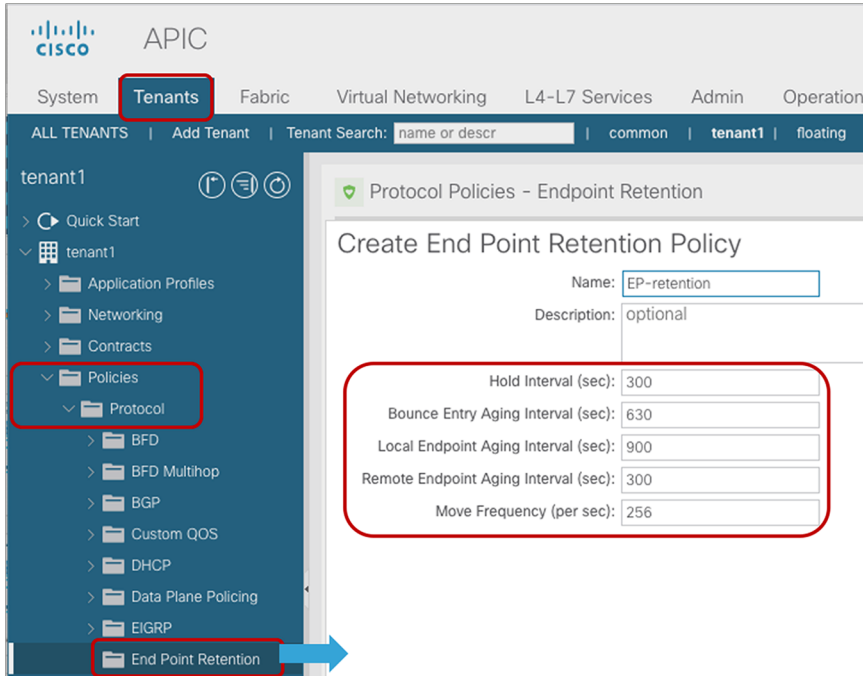 CISCO
APIC
System Tenants Fabric Virtual Networking L4-L7 Services Admin Operation
ALL TENANTS | Add Tenant | Tenant Search: name or descr | common | tenant1 | floating
tenant1
Quick Start
tenant1
Application Profiles
Networking
Contracts
Policies
Protocol
BFD
BFD Multihop
BGP
Custom QOS
DHCP
Data Plane Policing
EIGRP
End Point Retention
Protocol Policies - Endpoint Retention
Create End Point Retention Policy
Name: EP-retention
Description: optional
Hold Interval (sec): 300
Bounce Entry Aging Interval (sec): 630
Local Endpoint Aging Interval (sec): 900
Remote Endpoint Aging Interval (sec): 300
Move Frequency (per sec): 256